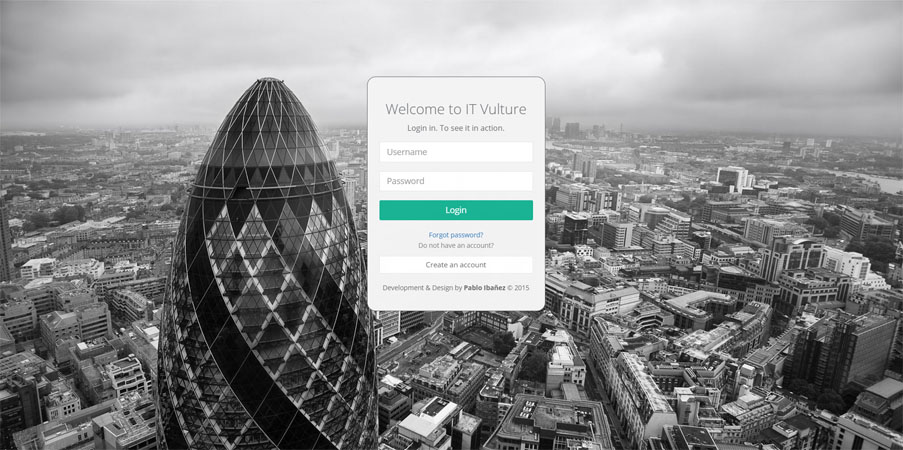 Welcome to IT Vulture
Login in. To see it in action.
Username
Password
Login
Forgot password?
Do not have an account?
Create an account
Development & Design by Pablo Ibañez © 2015